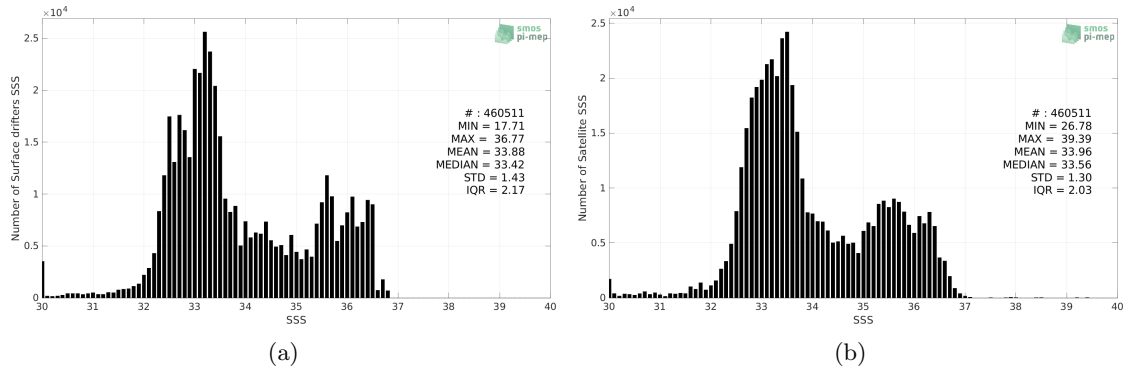 ×10⁴
smos
pi-mep
Number of Surface drifters SSS
2.5
2
1.5
1
0.5
0
# : 460511
MIN = 17.71
MAX = 36.77
MEAN = 33.88
MEDIAN = 33.42
STD = 1.43
IQR = 2.17
30 31 32 33 34 35 36 37 38 39 40
SSS
(a)
×10⁴
smos
pi-mep
Number of Satellite SSS
2.5
2
1.5
1
0.5
0
# : 460511
MIN = 26.78
MAX = 39.39
MEAN = 33.96
MEDIAN = 33.56
STD = 1.30
IQR = 2.03
30 31 32 33 34 35 36 37 38 39 40
SSS
(b)